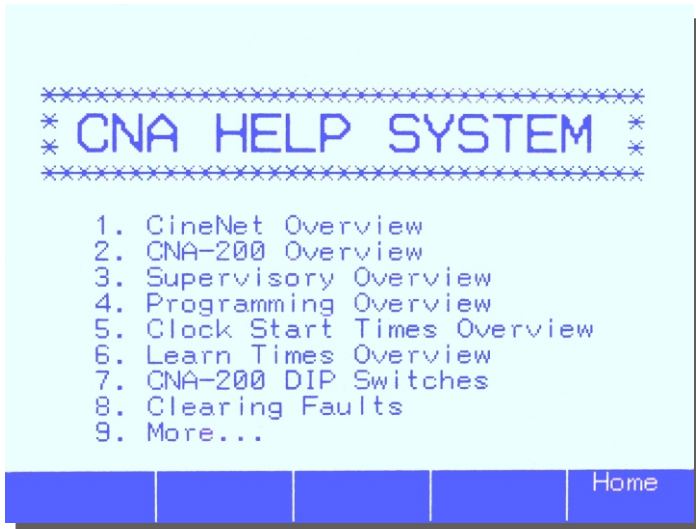 CNA HELP SYSTEM
1. CineNet Overview
2. CNA-200 Overview
3. Supervisory Overview
4. Programming Overview
5. Clock Start Times Overview
6. Learn Times Overview
7. CNA-200 DIP Switches
8. Clearing Faults
9. More...
Home